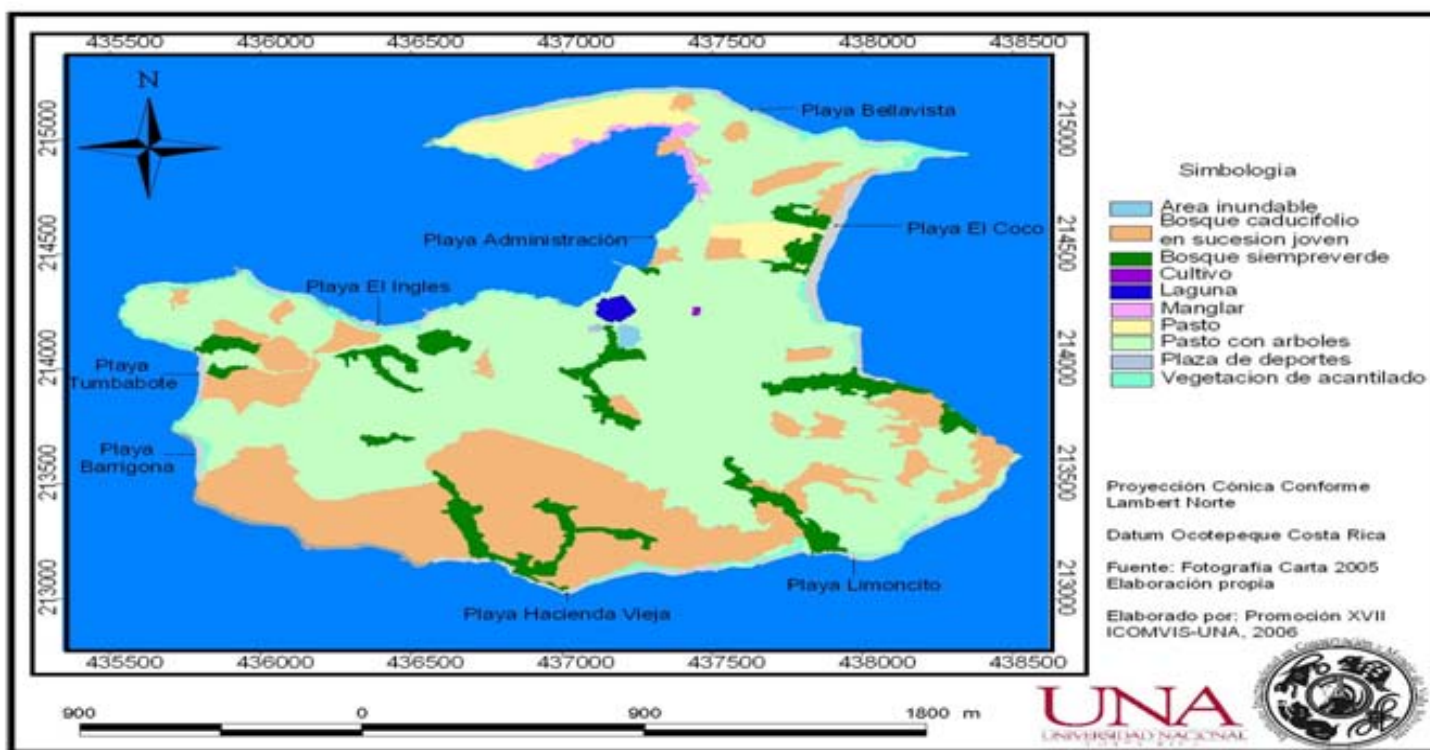 435500 436000 436500 437000 437500 438000 438500
N
215000
214500
214000
213500
213000
215000
214500
214000
213500
213000
Playa Bellavista
Playa Administración
Playa El Coco
Playa El Ingles
Playa
Tumbabote
Playa
Barrigona
Playa Limoncito
Playa Hacienda Vieja
435500 436000 436500 437000 437500 438000 438500
Simbologia
Area inundable
Bosque caducifolio
en sucesion joven
Bosque siempreverde
Cultivo
Laguna
Manglar
Pasto
Pasto con arboles
Plaza de deportes
Vegetacion de acantilado
Proyección Cónica Conforme
Lambert Norte
Datum Ocotepeque Costa Rica
Fuente: Fotografia Carta 2005
Elaboración propia
Elaborado por: Promoción XVII
ICOMVIS-UNA, 2006
900 0 900 1800 m
UNA
UNIVERSIDAD NACIONAL
COSTA RICA